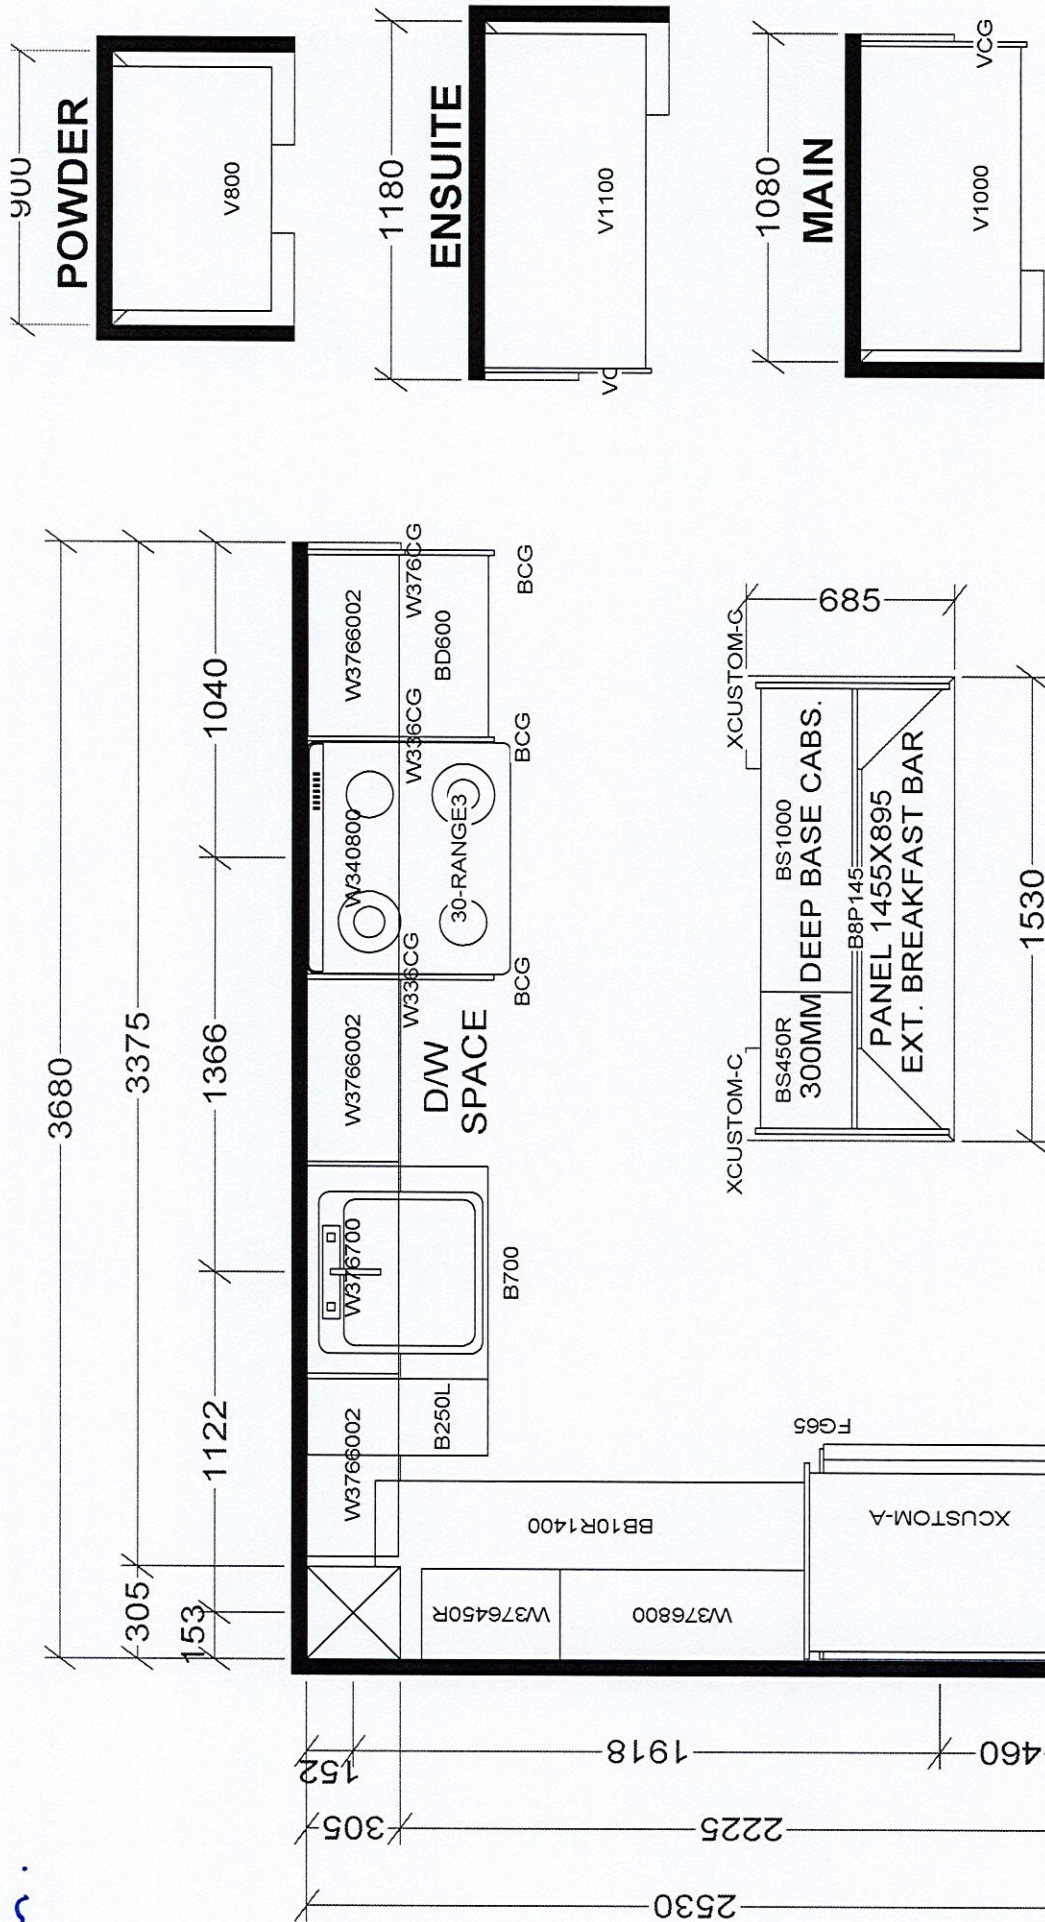 900
POWDER
V800
1180
ENSUITE
V1100
1080
MAIN
V1000
VCG
3680
3375
305
1040
1366
1122
153
W3766002
W376CG
BD600
BCG
W336CG
BCG
W340800
30-RANGE3
W336CG
BCG
W3766002
D/W
SPACE
W376700
B700
W3766002
B250L
BB10R1400
W376450R
W376800
FG65
XCUSTOM-A
152
1918
460
305
2225
2530
685
XCUSTOM-C
XCUSTOM-C
BS1000
BS450R
300MM DEEP BASE CABS.
B8P145
PANEL 1455X895
EXT. BREAKFAST BAR
1530